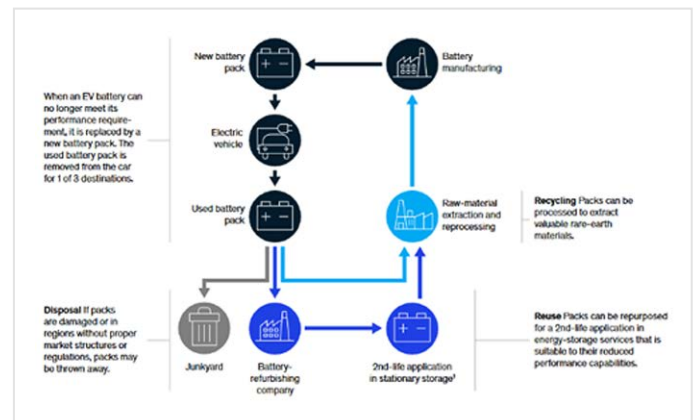 New battery
pack
Battery
manufacturing
When an EV battery can
no longer meet its
performance require-
ment, it is replaced by a
new battery pack. The
used battery pack is
removed from the car
for 1 of 3 destinations.
Electric
vehicle
Used battery
pack
Raw-material
extraction and
reprocessing
Recycling Packs can be
processed to extract
valuable rare-earth
materials.
Disposal If packs
are damaged or in
regions without proper
market structures or
regulations, packs may
be thrown away.
Junkyard
Battery-
refurbishing
company
2nd-life application
in stationary storage¹
Reuse Packs can be repurposed
for a 2nd-life application in
energy-storage services that is
suitable to their reduced
performance capabilities.